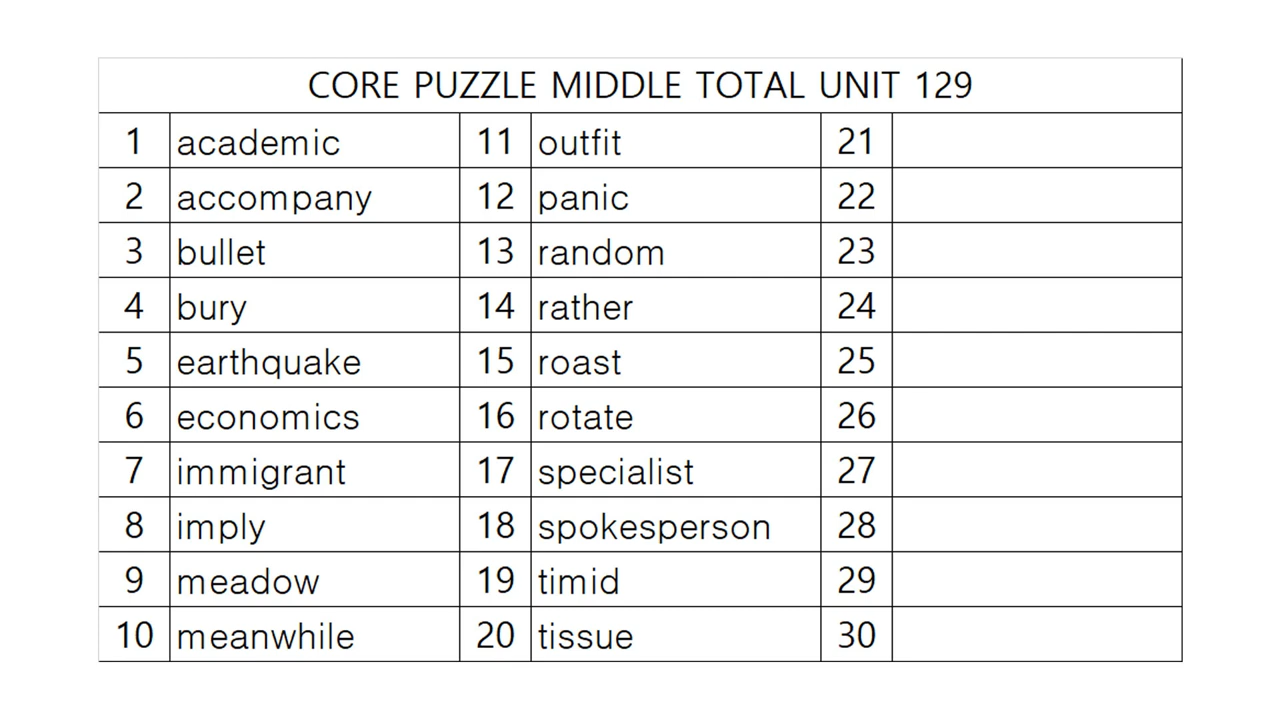 CORE PUZZLE MIDDLE TOTAL UNIT 129
1 academic 11 outfit 21
2 accompany 12 panic 22
3 bullet 13 random 23
4 bury 14 rather 24
5 earthquake 15 roast 25
6 economics 16 rotate 26
7 immigrant 17 specialist 27
8 imply 18 spokesperson 28
9 meadow 19 timid 29
10 meanwhile 20 tissue 30